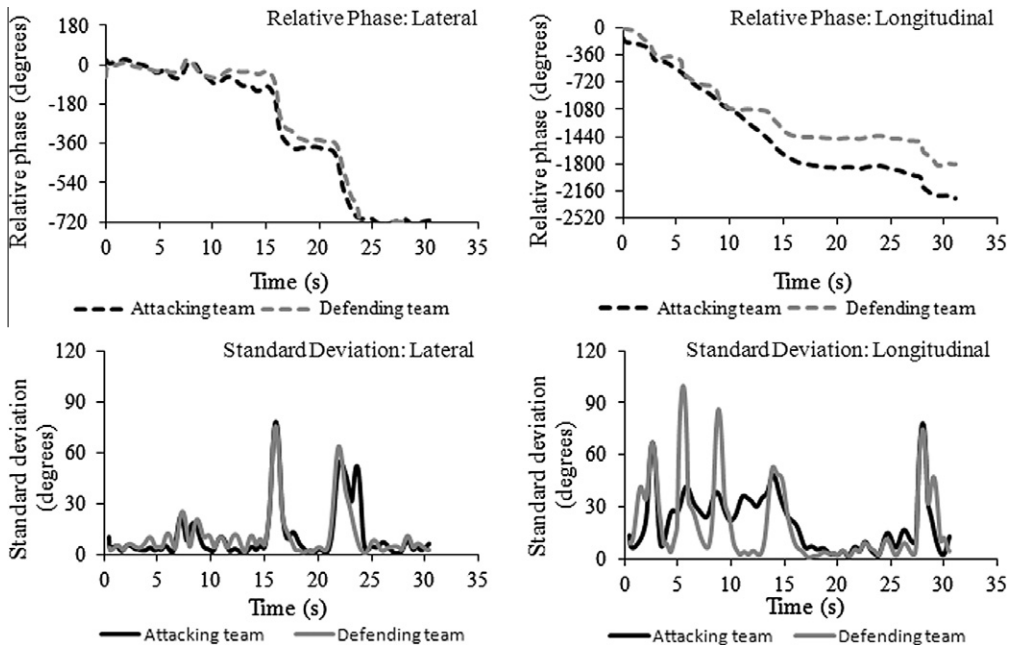 Relative Phase: Lateral
Relative phase (degrees)
180
0
-180
-360
-540
-720
0 5 10 15 20 25 30 35
Time (s)
Attacking team Defending team
Relative Phase: Longitudinal
Relative phase (degrees)
0
-360
-720
-1080
-1440
-1800
-2160
-2520
0 5 10 15 20 25 30 35
Time (s)
Attacking team Defending team
Standard Deviation: Lateral
Standard deviation
(degrees)
120
90
60
30
0
0 5 10 15 20 25 30 35
Time (s)
Attacking team Defending team
Standard Deviation: Longitudinal
Standard deviation
(degrees)
120
90
60
30
0
0 5 10 15 20 25 30 35
Time (s)
Attacking team Defending team